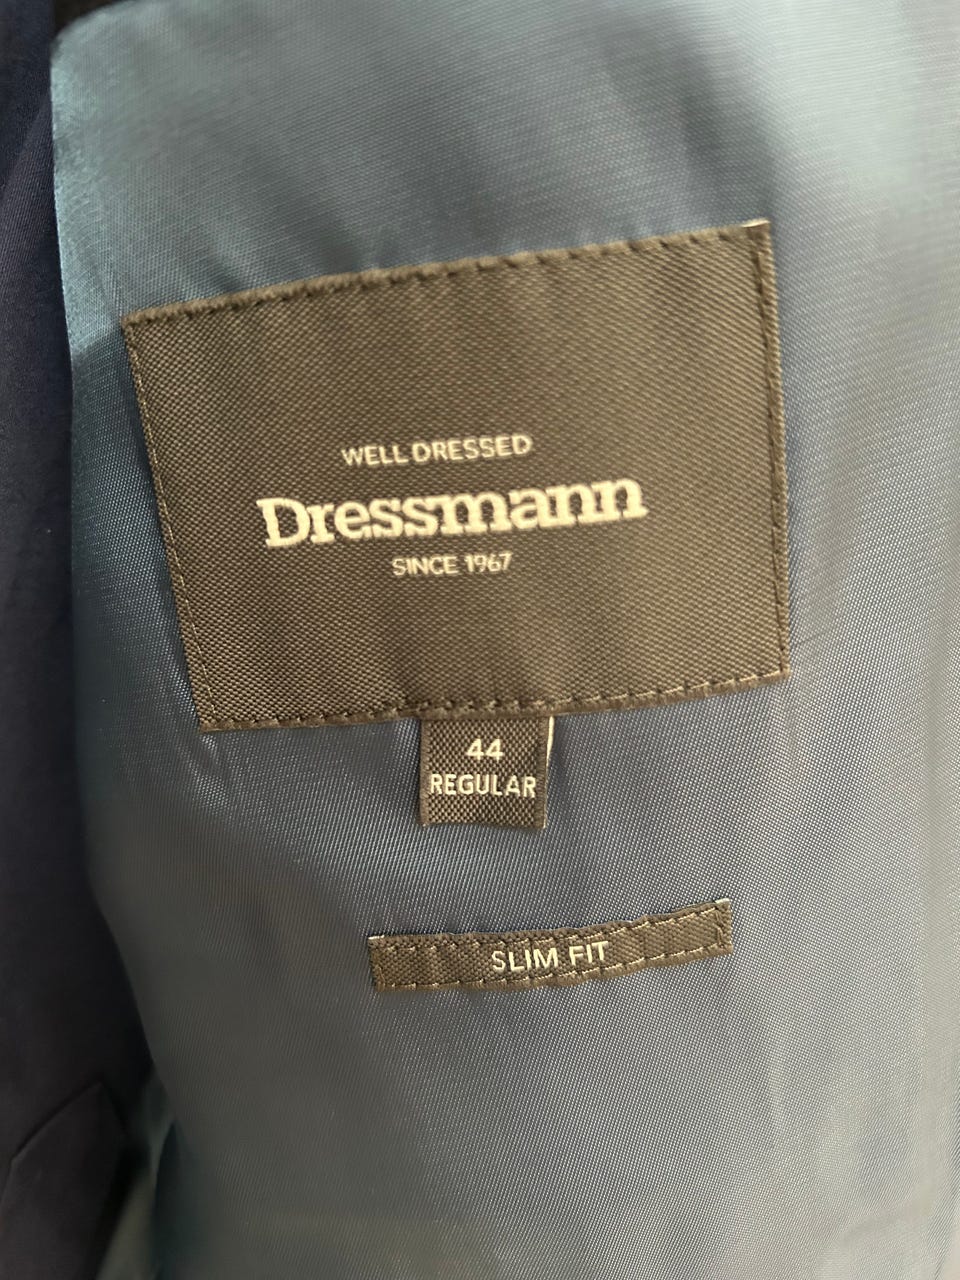 WELL DRESSED
Dressmann
SINCE 1967
44
REGULAR
SLIM FIT